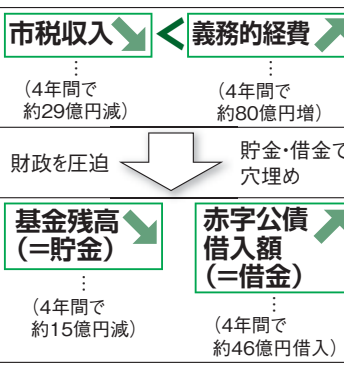 市税収入
<
義務的経費
︙
(4年間で
約29億円減)
︙
(4年間で
約80億円増)
財政を圧迫
貯金・借金で
穴埋め
基金残高
(=貯金)
︙
(4年間で
約15億円減)
赤字公債
借入額
(=借金)
︙
(4年間で
約46億円借入)